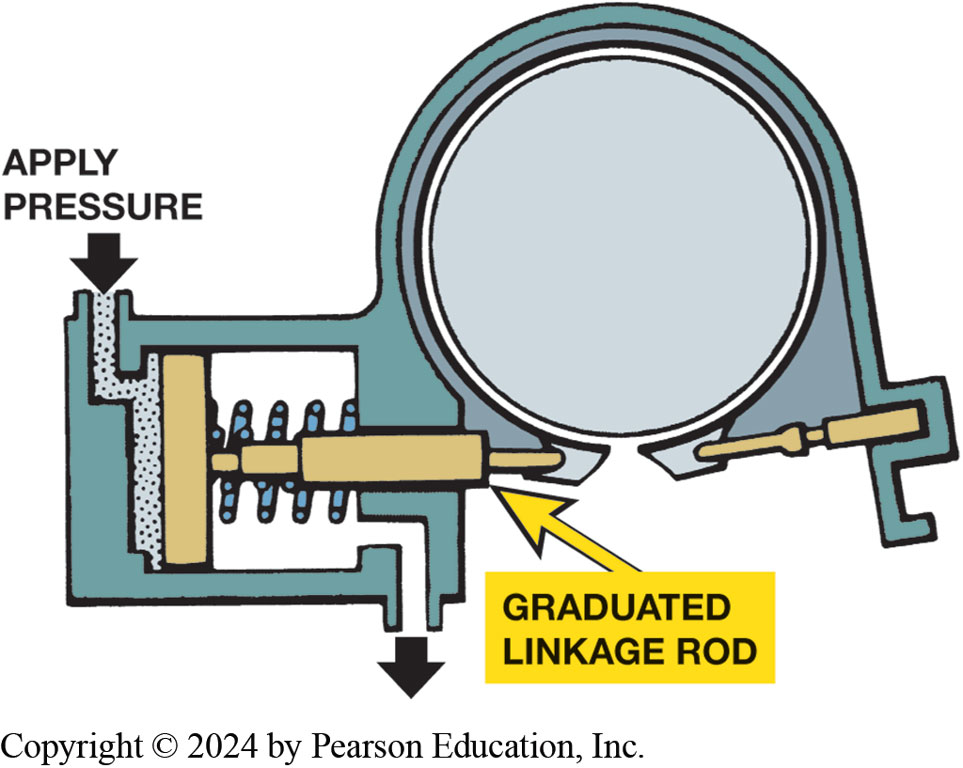 APPLY
PRESSURE
GRADUATED
LINKAGE ROD
Copyright © 2024 by Pearson Education, Inc.